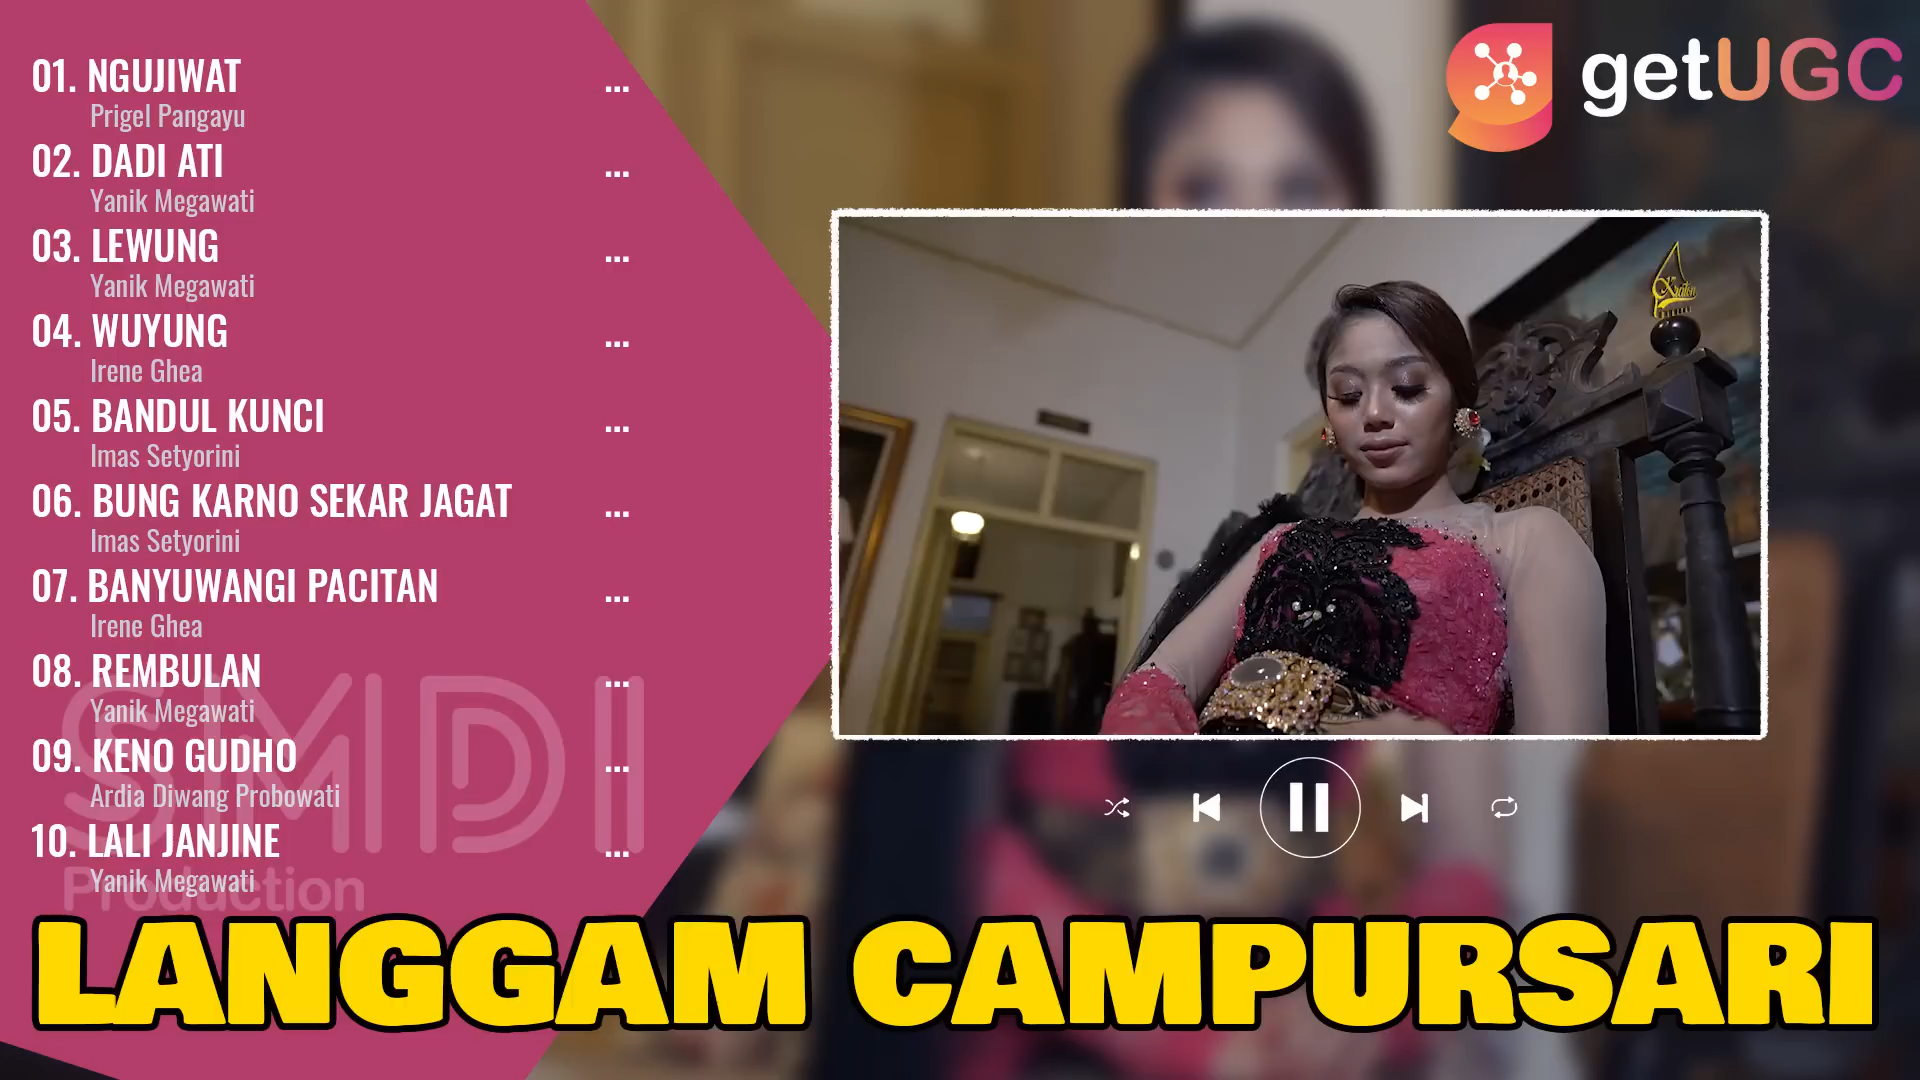 01. NGUJIWAT ...
Prigel Pangayu
02. DADI ATI ...
Yanik Megawati
03. LEWUNG ...
Yanik Megawati
04. WUYUNG ...
Irene Ghea
05. BANDUL KUNCI ...
Imas Setyorini
06. BUNG KARNO SEKAR JAGAT ...
Imas Setyorini
07. BANYUWANGI PACITAN ...
Irene Ghea
08. REMBULAN ...
Yanik Megawati
09. KENO GUDHO ...
Ardia Diwang Probowati
10. LALI JANJINE ...
Yanik Megawati
SMDI
Production
getUGC
Kraton
LANGGAM CAMPURSARI